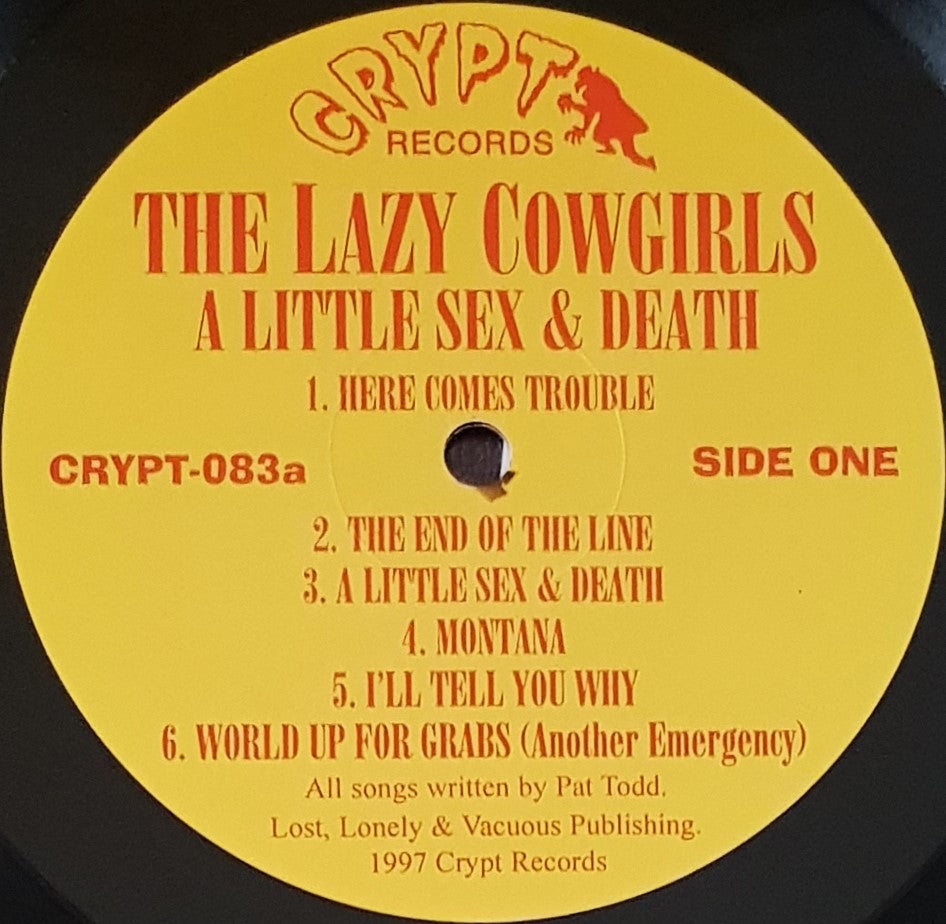 CRYPT
RECORDS
THE LAZY COWGIRLS
A LITTLE SEX & DEATH
1. HERE COMES TROUBLE
CRYPT-083a
SIDE ONE
2. THE END OF THE LINE
3. A LITTLE SEX & DEATH
4. MONTANA
5. I'LL TELL YOU WHY
6. WORLD UP FOR GRABS (Another Emergency)
All songs written by Pat Todd.
Lost, Lonely & Vacuous Publishing.
1997 Crypt Records